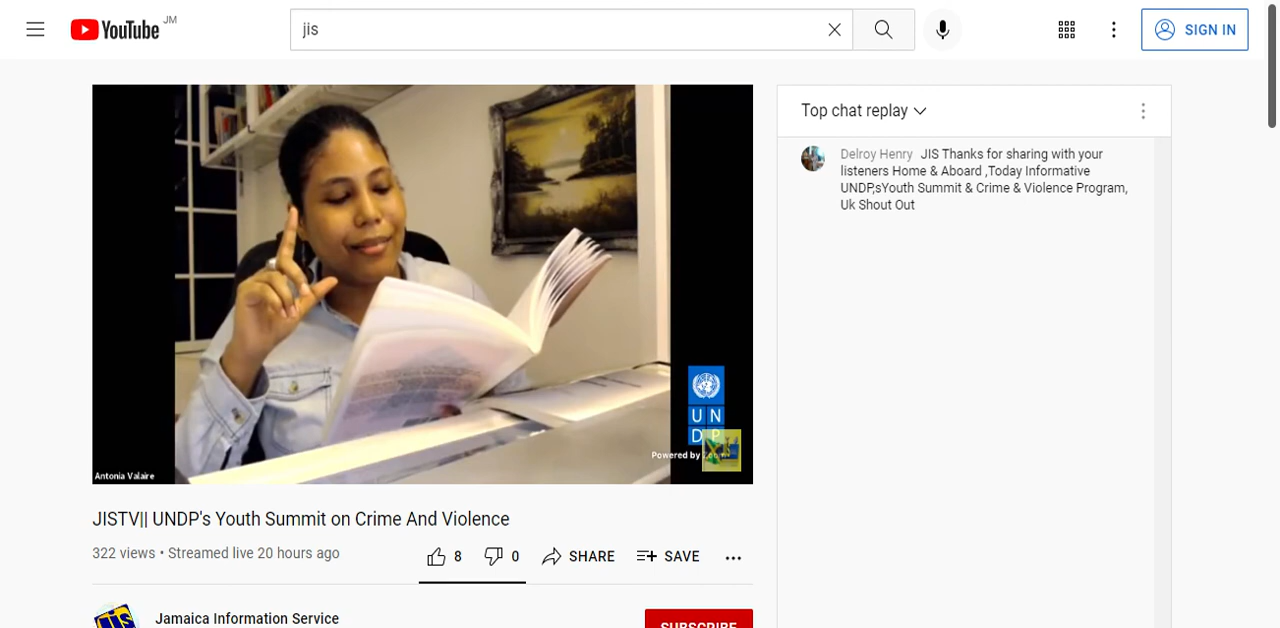 YouTube JM
jis
SIGN IN
Top chat replay
Delroy Henry JIS Thanks for sharing with your
listeners Home & Aboard ,Today Informative
UNDP,sYouth Summit & Crime & Violence Program,
Uk Shout Out
U N
D P
Powered by
Antonia Valaire
JISTV|| UNDP's Youth Summit on Crime And Violence
322 views • Streamed live 20 hours ago
8
0
SHARE
SAVE
jis
Jamaica Information Service
SUBSCRIBE